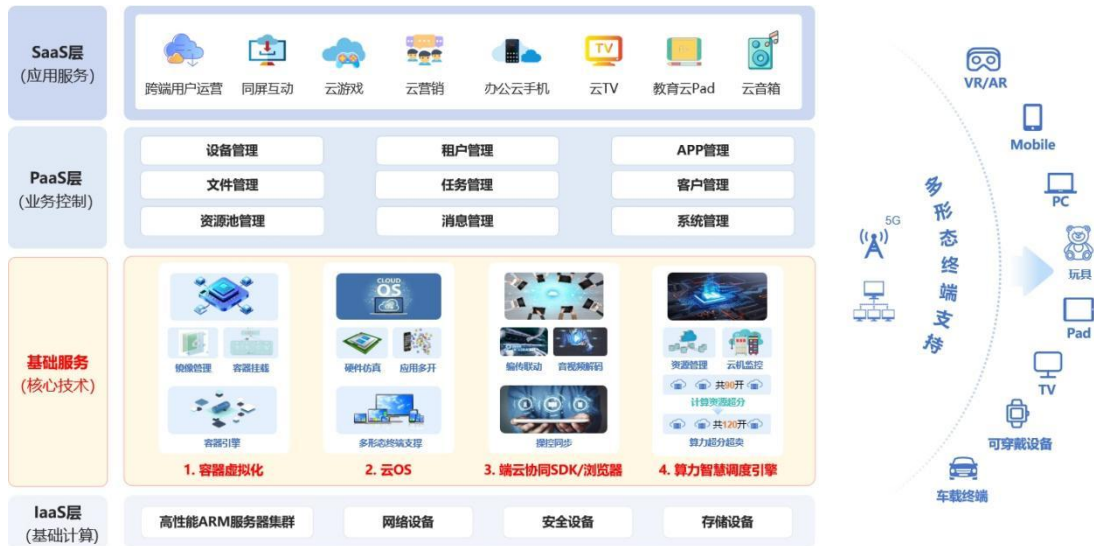 SaaS层
(应用服务)
跨端用户运营
同屏互动
云游戏
云营销
办公云手机
TV
云TV
教育云Pad
云音箱
PaaS层
(业务控制)
设备管理
租户管理
APP管理
文件管理
任务管理
客户管理
资源池管理
消息管理
系统管理
基础服务
(核心技术)
镜像管理
容器挂载
容器引擎
1. 容器虚拟化
CLOUD
OS
硬件仿真
应用多开
多形态终端支撑
2. 云OS
编传联动
音视频解码
操控同步
3. 端云协同SDK/浏览器
资源管理
云机监控
共90开
计算资源超分
共120开
算力超分超卖
4. 算力智慧调度引擎
IaaS层
(基础计算)
高性能ARM服务器集群
网络设备
安全设备
存储设备
5G
多形态终端支持
VR/AR
Mobile
PC
玩具
Pad
TV
可穿戴设备
车载终端